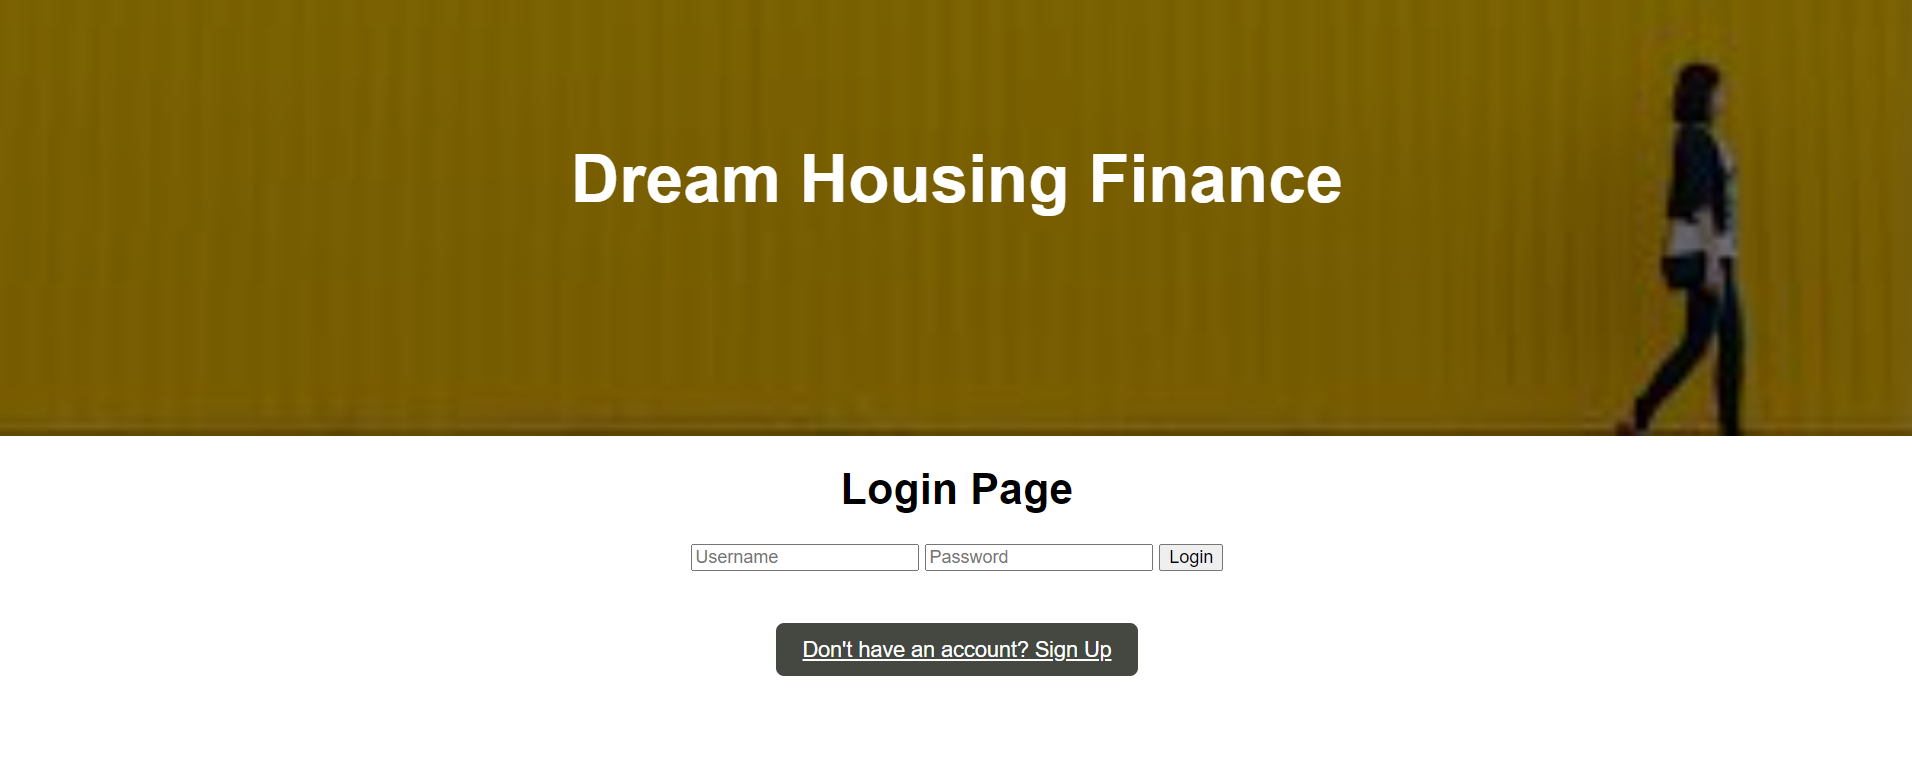 Dream Housing Finance
Login Page
Username Password Login
Don't have an account? Sign Up